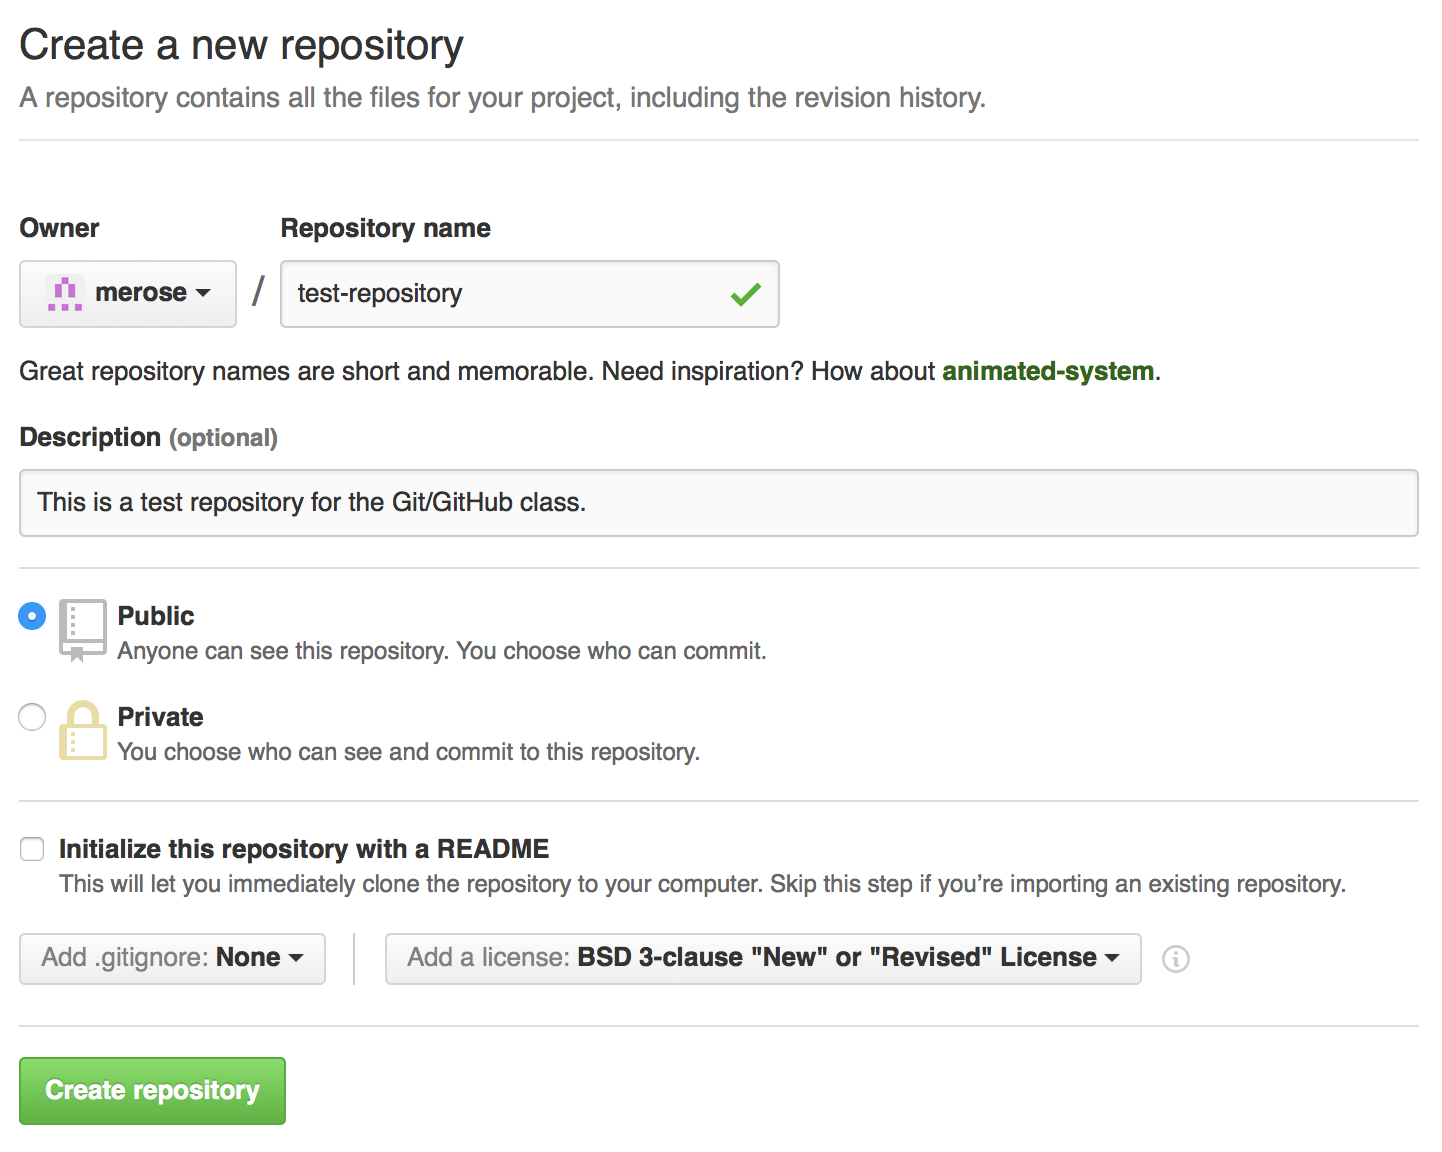 Create a new repository
A repository contains all the files for your project, including the revision history.
Owner Repository name
merose / test-repository
Great repository names are short and memorable. Need inspiration? How about animated-system.
Description (optional)
This is a test repository for the Git/GitHub class.
Public
Anyone can see this repository. You choose who can commit.
Private
You choose who can see and commit to this repository.
Initialize this repository with a README
This will let you immediately clone the repository to your computer. Skip this step if you’re importing an existing repository.
Add .gitignore: None Add a license: BSD 3-clause "New" or "Revised" License
Create repository